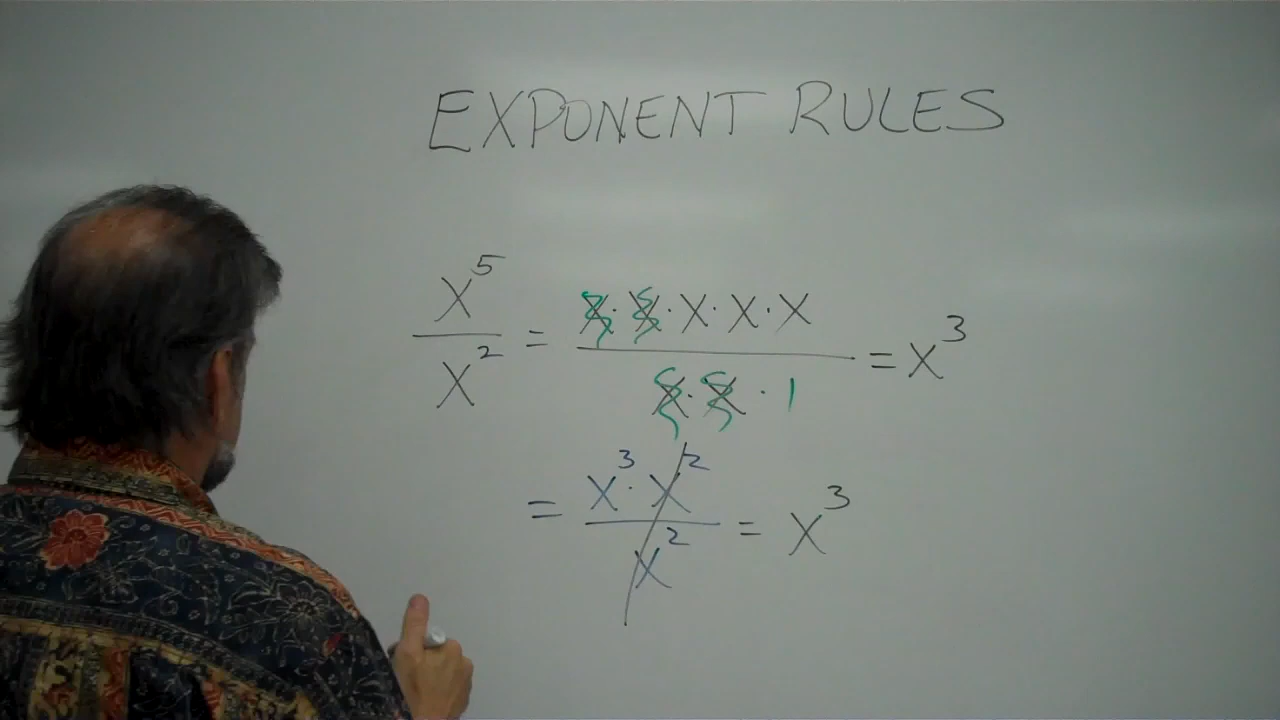 EXPONENT RULES
x⁵/x² = x·x·x·x·x / x·x·1 = x³
= x³·x²/x² = x³